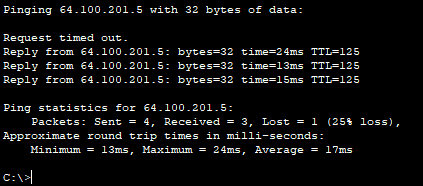 Pinging 64.100.201.5 with 32 bytes of data:
Request timed out.
Reply from 64.100.201.5: bytes=32 time=24ms TTL=125
Reply from 64.100.201.5: bytes=32 time=13ms TTL=125
Reply from 64.100.201.5: bytes=32 time=15ms TTL=125
Ping statistics for 64.100.201.5:
Packets: Sent = 4, Received = 3, Lost = 1 (25% loss),
Approximate round trip times in milli-seconds:
Minimum = 13ms, Maximum = 24ms, Average = 17ms
C:\>